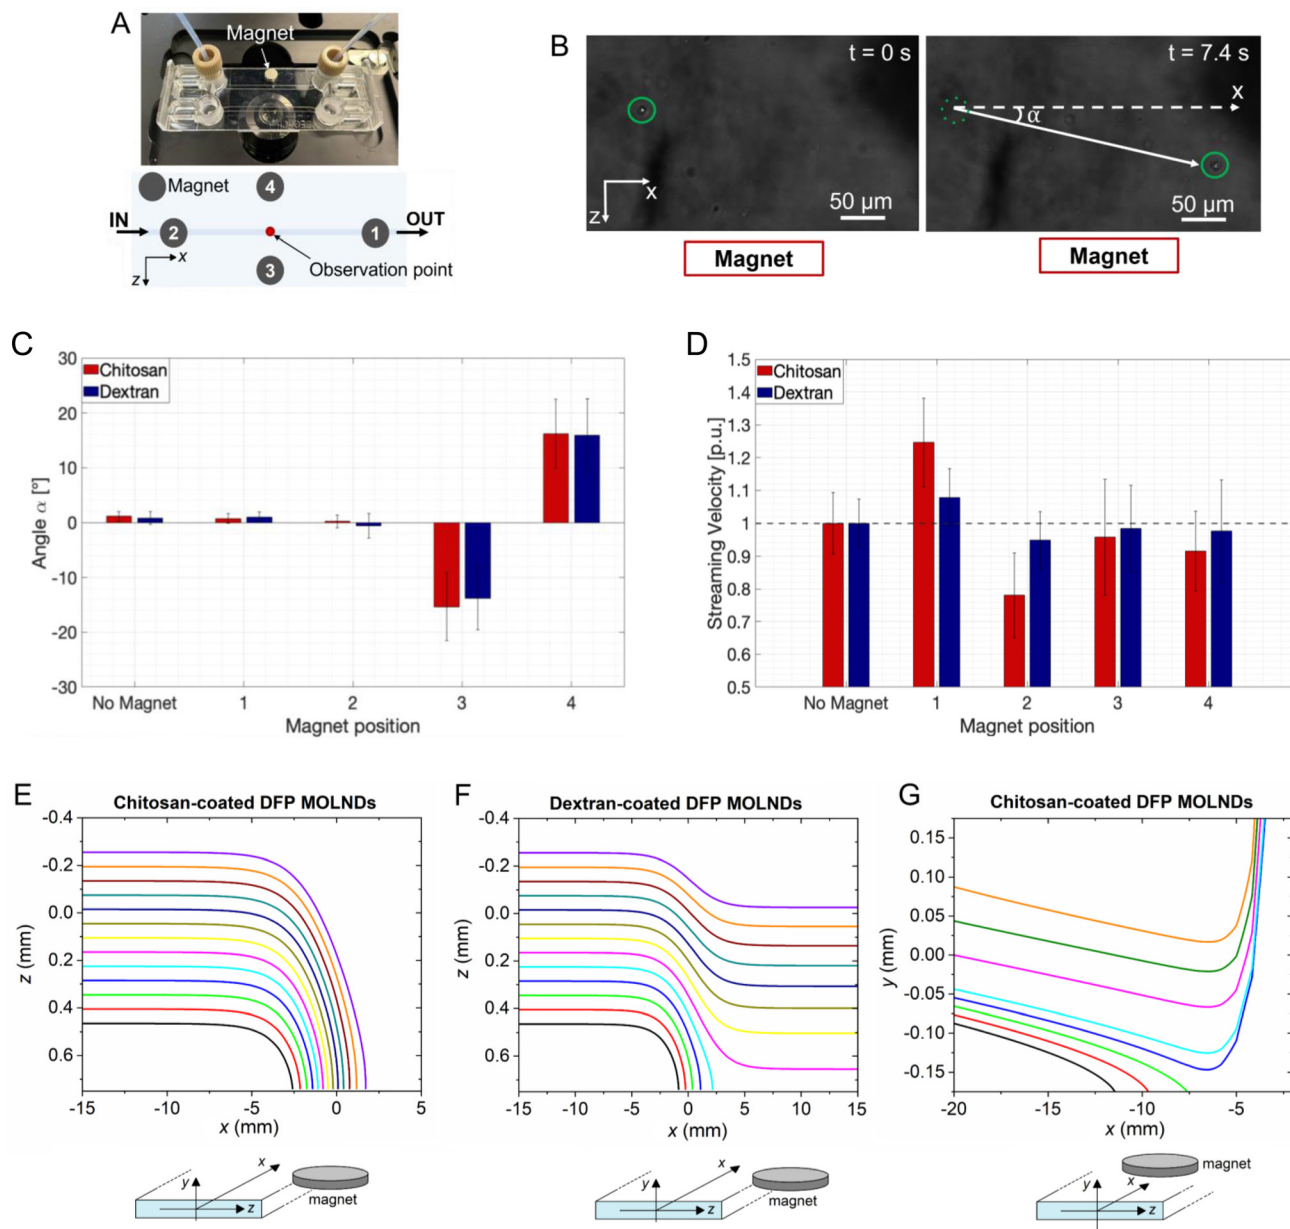 A
Magnet
Magnet
4
IN
2
1
OUT
x
z
3
Observation point
B
t = 0 s
x
z
50 µm
Magnet
t = 7.4 s
x
α
50 µm
Magnet
C
Chitosan
Dextran
Angle α [°]
30
20
10
0
-10
-20
-30
No Magnet 1 2 3 4
Magnet position
D
Chitosan
Dextran
Streaming Velocity [p.u.]
1.5
1.4
1.3
1.2
1.1
1
0.9
0.8
0.7
0.6
0.5
No Magnet 1 2 3 4
Magnet position
E
Chitosan-coated DFP MOLNDs
z (mm)
-0.4
-0.2
0.0
0.2
0.4
0.6
-15 -10 -5 0 5
x (mm)
y
x
z
magnet
F
Dextran-coated DFP MOLNDs
z (mm)
-0.4
-0.2
0.0
0.2
0.4
0.6
-15 -10 -5 0 5 10 15
x (mm)
y
x
z
magnet
G
Chitosan-coated DFP MOLNDs
y (mm)
0.15
0.10
0.05
0.00
-0.05
-0.10
-0.15
-20 -15 -10 -5
x (mm)
magnet
y
x
z